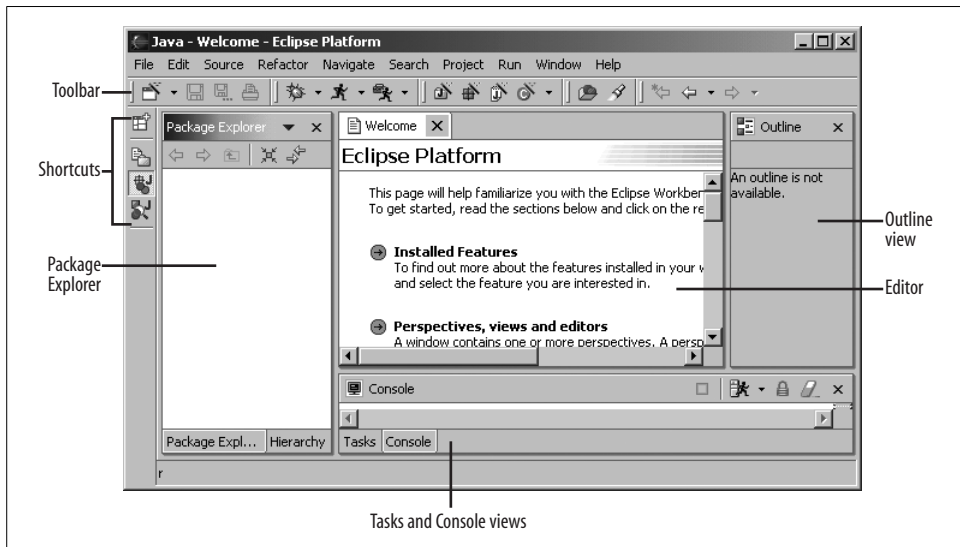 Java - Welcome - Eclipse Platform
File Edit Source Refactor Navigate Search Project Run Window Help
Toolbar
Shortcuts
Package Explorer
Welcome
Outline
Eclipse Platform
This page will help familiarize you with the Eclipse Workber
To get started, read the sections below and click on the re
An outline is not
available.
Installed Features
To find out more about the features installed in your
and select the feature you are interested in.
Perspectives, views and editors
A window contains one or more perspectives. A persp
Outline
view
Package
Explorer
Editor
Console
Package Expl... Hierarchy
Tasks Console
r
Tasks and Console views